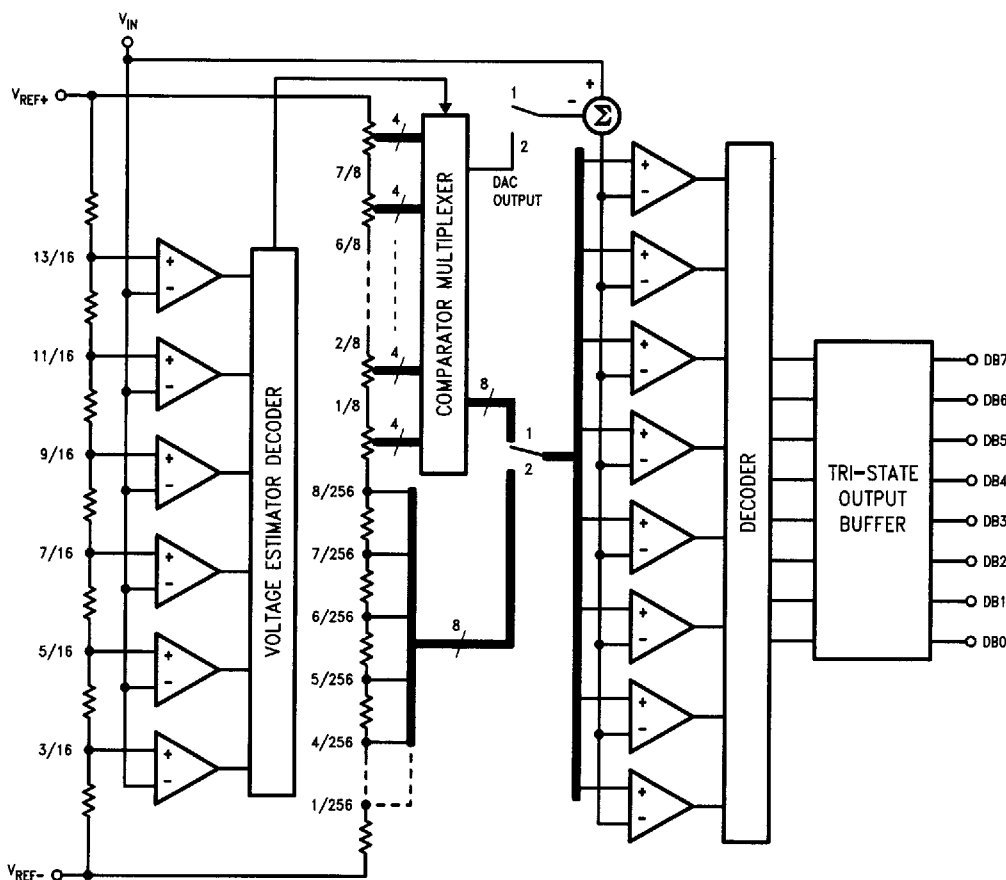 V_IN
V_REF+
13/16
11/16
9/16
7/16
5/16
3/16
V_REF-
+
-
+
-
+
-
+
-
+
-
+
-
VOLTAGE ESTIMATOR DECODER
4
7/8
4
6/8
2/8
4
1/8
4
8/256
7/256
6/256
5/256
4/256
1/256
COMPARATOR MULTIPLEXER
1
2
DAC
OUTPUT
+
-
Σ
8
1
2
8
+
-
+
-
+
-
+
-
+
-
+
-
+
-
+
-
DECODER
TRI-STATE
OUTPUT
BUFFER
DB7
DB6
DB5
DB4
DB3
DB2
DB1
DB0